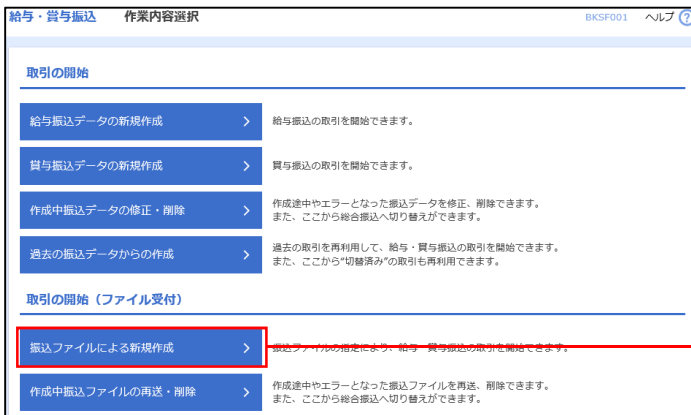 給与・賞与振込 作業内容選択 BKSF001 ヘルプ ?
取引の開始
給与振込データの新規作成 > 給与振込の取引を開始できます。
賞与振込データの新規作成 > 賞与振込の取引を開始できます。
作成中振込データの修正・削除 > 作成途中やエラーとなった振込データを修正、削除できます。
また、ここから総合振込へ切り替えができます。
過去の振込データからの作成 > 過去の取引を再利用して、給与・賞与振込の取引を開始できます。
また、ここから“切替済み”の取引も再利用できます。
取引の開始（ファイル受付）
振込ファイルによる新規作成 > 振込ファイルの指定により、給与・賞与振込の取引を開始できます。
作成中振込ファイルの再送・削除 > 作成途中やエラーとなった振込ファイルを再送、削除できます。
また、ここから総合振込へ切り替えができます。